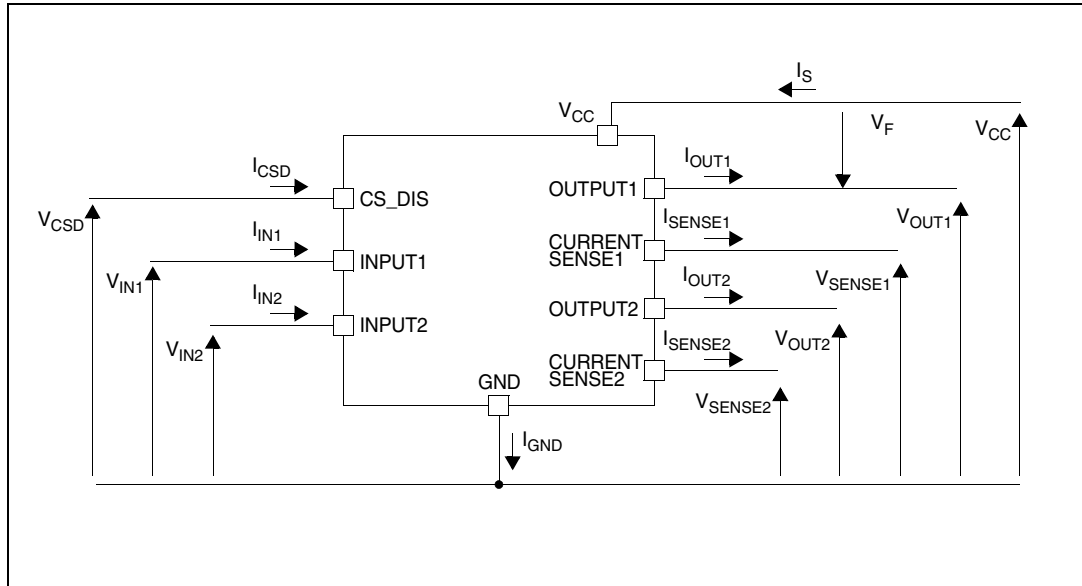 I_S
V_CC
V_F
V_CC
I_CSD
I_OUT1
CS_DIS
OUTPUT1
V_CSD
I_IN1
I_SENSE1
V_OUT1
INPUT1
CURRENT
SENSE1
V_IN1
I_IN2
I_OUT2
V_SENSE1
INPUT2
OUTPUT2
V_IN2
I_SENSE2
V_OUT2
CURRENT
SENSE2
GND
V_SENSE2
I_GND